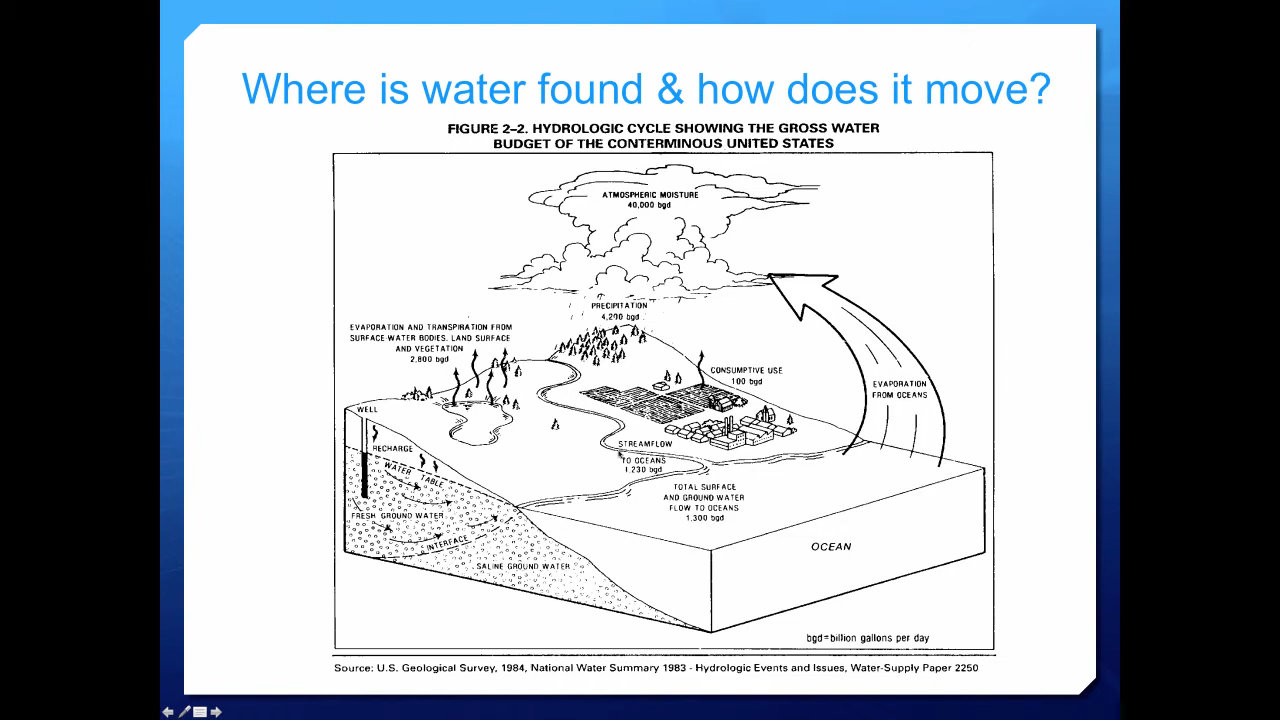 Where is water found & how does it move?
FIGURE 2–2. HYDROLOGIC CYCLE SHOWING THE GROSS WATER
BUDGET OF THE CONTERMINOUS UNITED STATES
ATMOSPHERIC MOISTURE
40,000 bgd
PRECIPITATION
4,200 bgd
EVAPORATION AND TRANSPIRATION FROM
SURFACE-WATER BODIES, LAND SURFACE
AND VEGETATION
2,800 bgd
CONSUMPTIVE USE
100 bgd
EVAPORATION
FROM OCEANS
WELL
RECHARGE
WATER TABLE
STREAMFLOW
TO OCEANS
1,230 bgd
TOTAL SURFACE
AND GROUND WATER
FLOW TO OCEANS
1,300 bgd
FRESH GROUND WATER
INTERFACE
SALINE GROUND WATER
OCEAN
bgd=billion gallons per day
Source: U.S. Geological Survey, 1984, National Water Summary 1983 - Hydrologic Events and Issues, Water-Supply Paper 2250